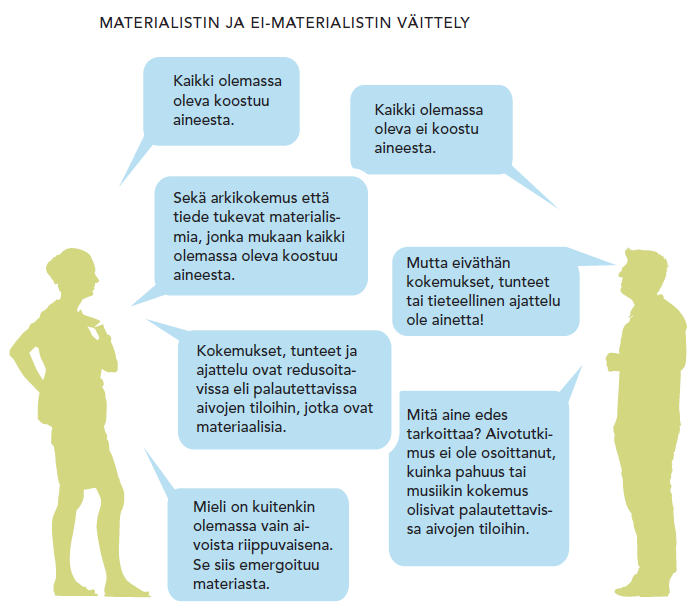 MATERIALISTIN JA EI-MATERIALISTIN VÄITTELY
Kaikki olemassa
oleva koostuu
aineesta.
Kaikki olemassa
oleva ei koostu
aineesta.
Sekä arkikokemus että
tiede tukevat materialis-
mia, jonka mukaan kaikki
olemassa oleva koostuu
aineesta.
Mutta eiväthän
kokemukset, tunteet
tai tieteellinen ajattelu
ole ainetta!
Kokemukset, tunteet ja
ajattelu ovat redusoita-
vissa eli palautettavissa
aivojen tiloihin, jotka ovat
materiaalisia.
Mitä aine edes
tarkoittaa? Aivotutki-
mus ei ole osoittanut,
kuinka pahuus tai
musiikin kokemus
olisivat palautettavis-
sa aivojen tiloihin.
Mieli on kuitenkin
olemassa vain ai-
voista riippuvaisena.
Se siis emergoituu
materiasta.